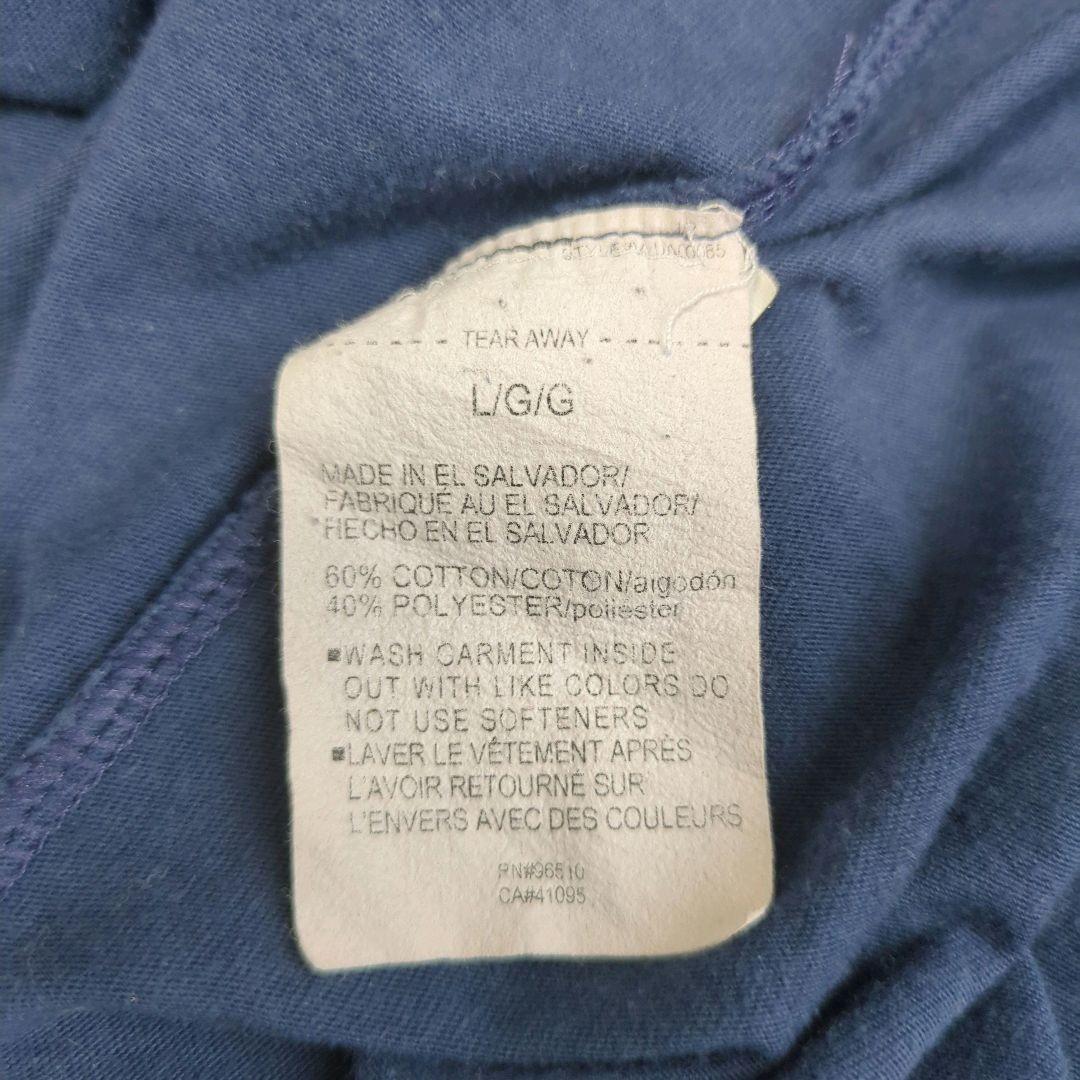 - - - - - TEAR AWAY - - - - - -
L/G/G
MADE IN EL SALVADOR/
FABRIQUÉ AU EL SALVADOR/
HECHO EN EL SALVADOR
60% COTTON/COTON/algodón
40% POLYESTER/poliester
▪WASH GARMENT INSIDE
OUT WITH LIKE COLORS DO
NOT USE SOFTENERS
▪LAVER LE VÊTEMENT APRÈS
L'AVOIR RETOURNÉ SUR
L'ENVERS AVEC DES COULEURS
RN#96510
CA#41095